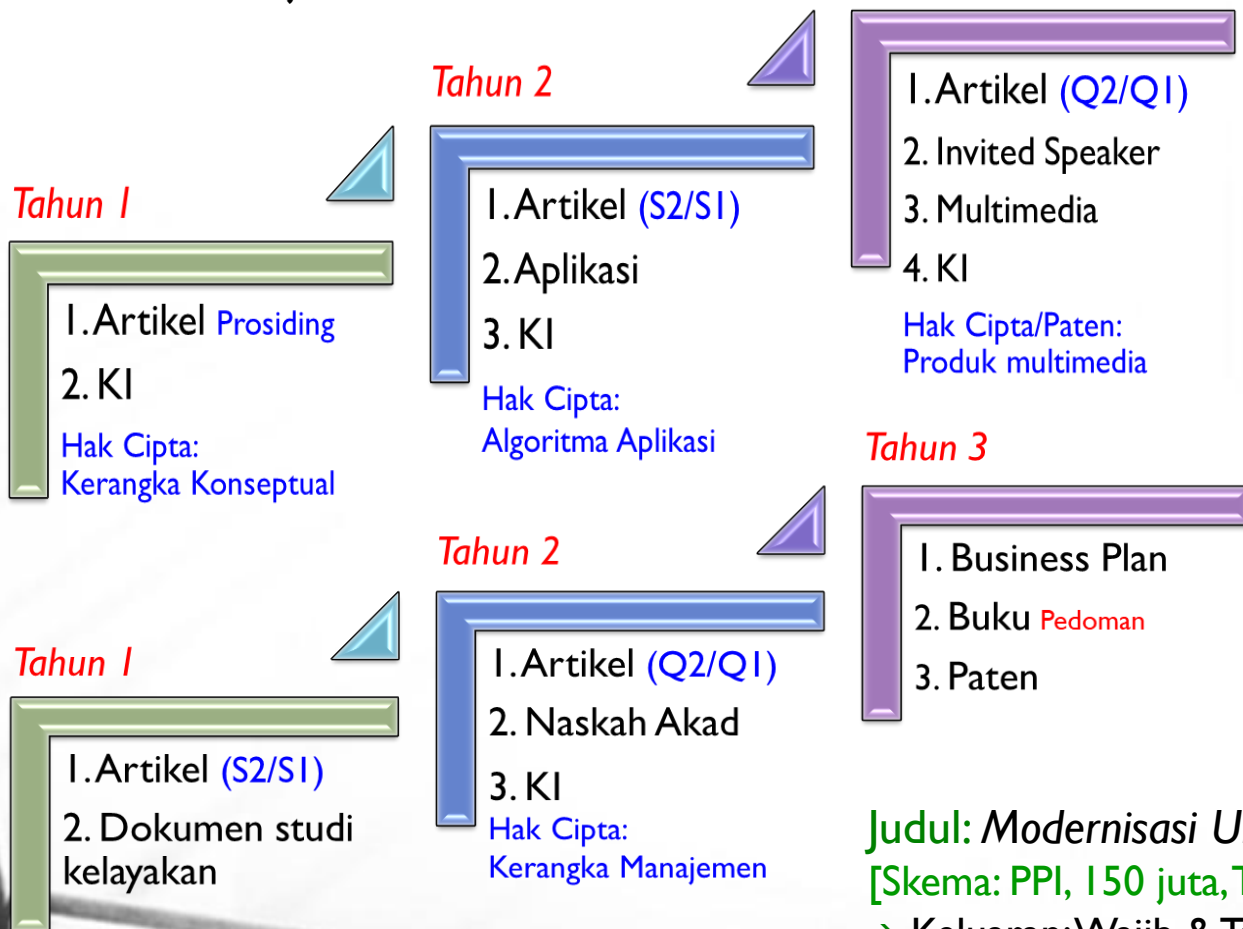 Tahun 1
1. Artikel Prosiding
2. KI
Hak Cipta:
Kerangka Konseptual
Tahun 2
1. Artikel (S2/S1)
2. Aplikasi
3. KI
Hak Cipta:
Algoritma Aplikasi
1. Artikel (Q2/Q1)
2. Invited Speaker
3. Multimedia
4. KI
Hak Cipta/Paten:
Produk multimedia
Tahun 1
1. Artikel (S2/S1)
2. Dokumen studi
kelayakan
Tahun 2
1. Artikel (Q2/Q1)
2. Naskah Akad
3. KI
Hak Cipta:
Kerangka Manajemen
Tahun 3
1. Business Plan
2. Buku Pedoman
3. Paten
Judul: Modernisasi
[Skema: PPI, 150 juta,
Keluaran: Wajib &